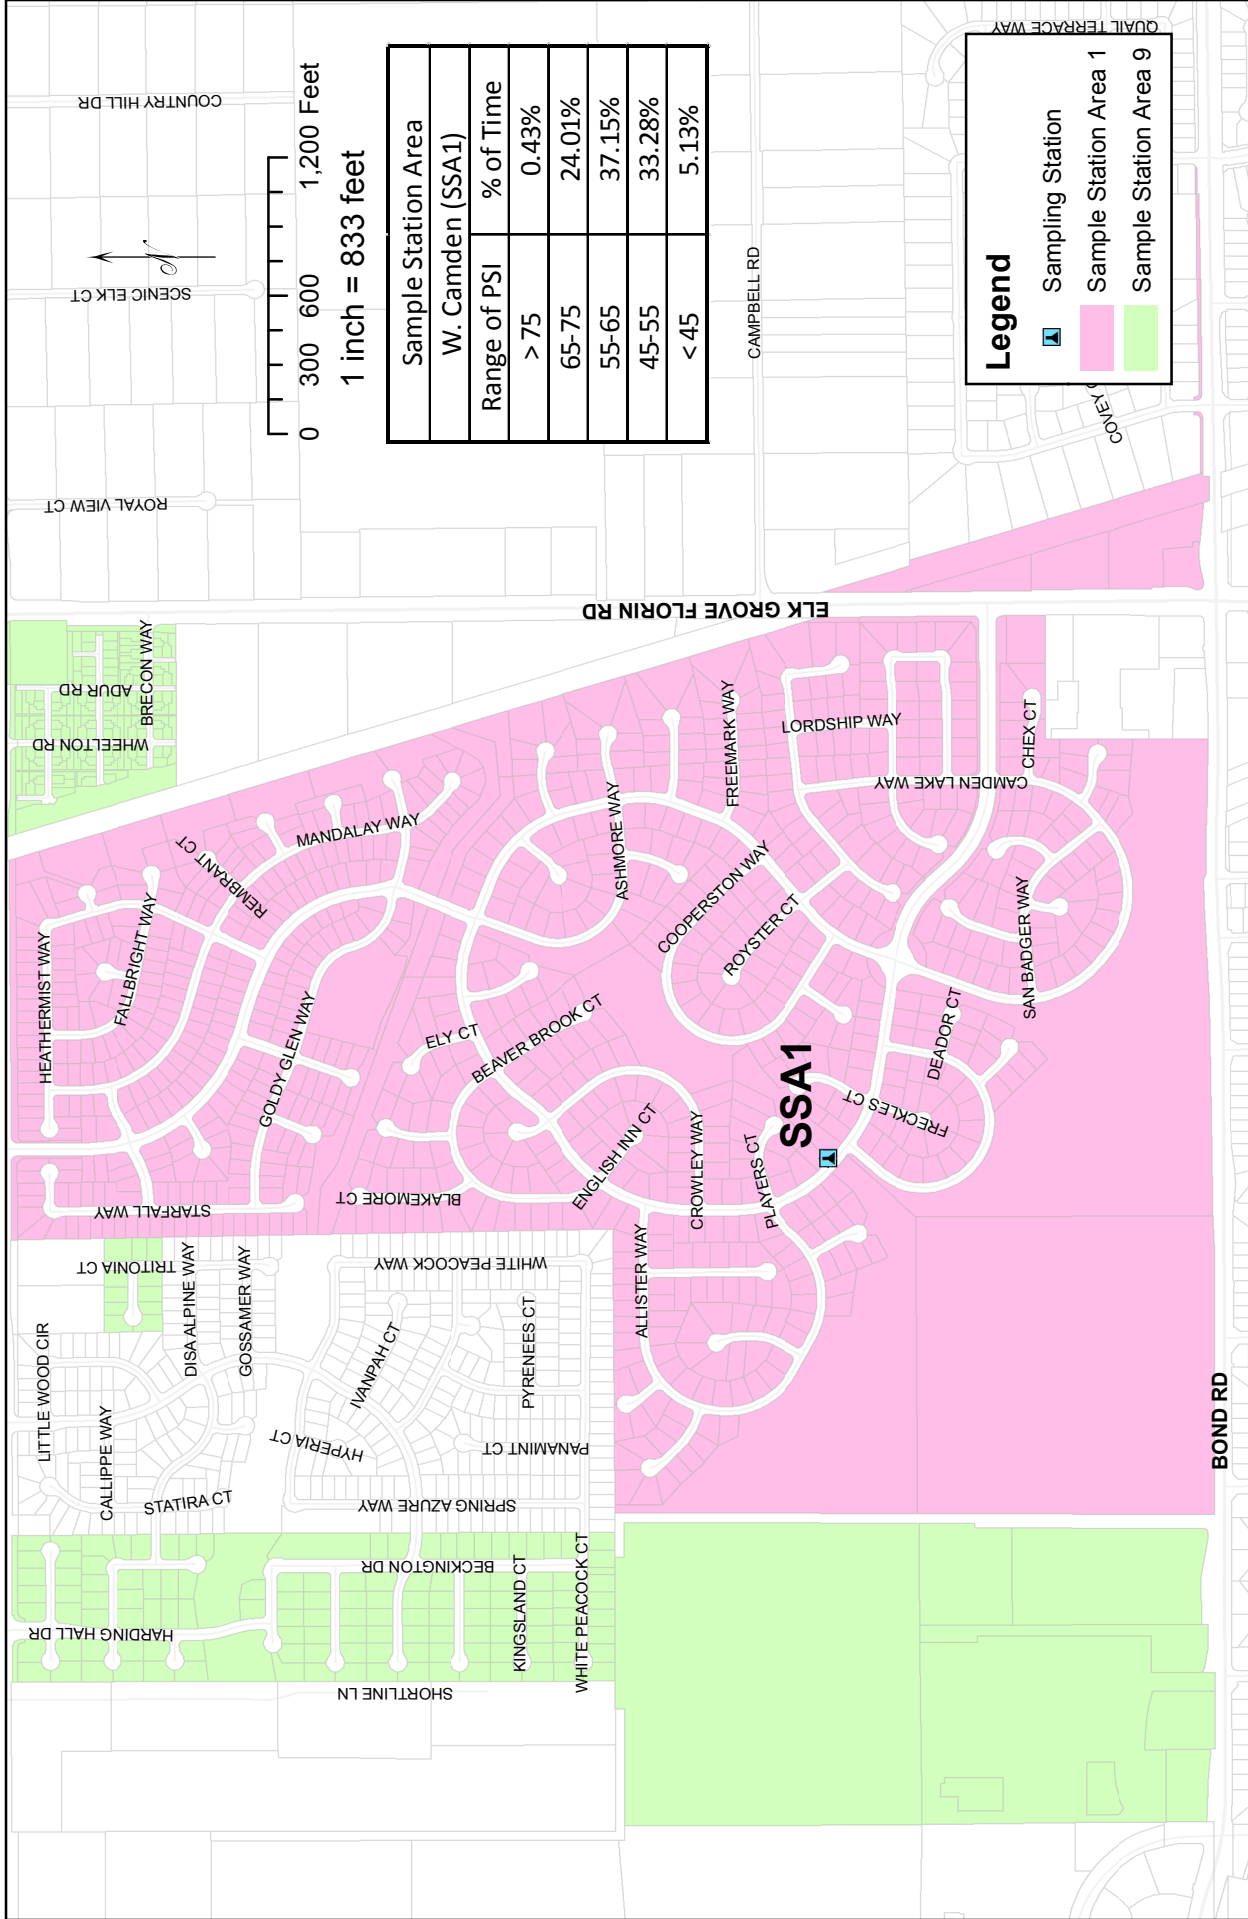 COUNTRY HILL DR
SCENIC ELK CT
ROYAL VIEW CT
0 300 600 1,200 Feet
1 inch = 833 feet
Sample Station Area
W. Camden (SSA1)
Range of PSI % of Time
> 75 0.43%
65-75 24.01%
55-65 37.15%
45-55 33.28%
< 45 5.13%
CAMPBELL RD
QUAIL TERRACE WAY
Legend
Sampling Station
Sample Station Area 1
Sample Station Area 9
COVEY
ELK GROVE FLORIN RD
BRECON WAY
ADUR RD
WHEELTON RD
MANDALAY WAY
REMBRANT CT
FALLBRIGHT WAY
HEATHERMIST WAY
GOLDY GLEN WAY
STARFALL WAY
FREEMARK WAY
LORDSHIP WAY
CAMDEN LAKE WAY
CHEX CT
ASHMORE WAY
COOPERSTON WAY
ROYSTER CT
SAN BADGER WAY
DEADOR CT
FRECKLES CT
ELY CT
BEAVER BROOK CT
ENGLISH INN CT
BLAKEMORE CT
CROWLEY WAY
PLAYERS CT
SSA1
ALLISTER WAY
TRITONIA CT
DISA ALPINE WAY
GOSSAMER WAY
WHITE PEACOCK WAY
LITTLE WOOD CIR
CALLIPPE WAY
STATIRA CT
IVANPAH CT
HYPERIA CT
PYRENEES CT
PANAMINT CT
SPRING AZURE WAY
BECKINGTON DR
KINGSLAND CT
WHITE PEACOCK CT
HARDING HALL DR
SHORTLINE LN
BOND RD